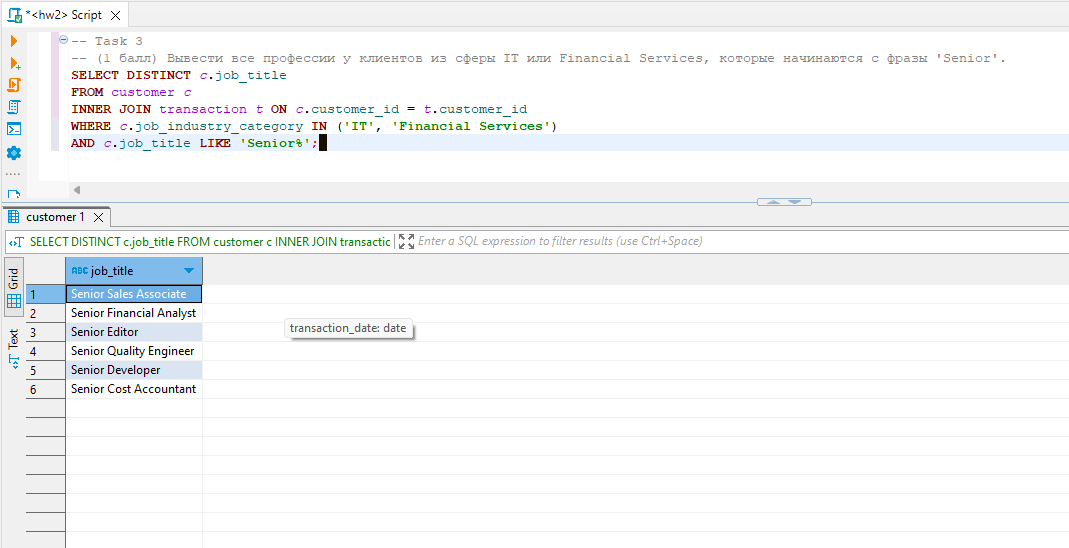 *<hw2> Script
-- Task 3
-- (1 балл) Вывести все профессии у клиентов из сферы IT или Financial Services, которые начинаются с фразы 'Senior'.
SELECT DISTINCT c.job_title
FROM customer c
INNER JOIN transaction t ON c.customer_id = t.customer_id
WHERE c.job_industry_category IN ('IT', 'Financial Services')
AND c.job_title LIKE 'Senior%';
customer 1
SELECT DISTINCT c.job_title FROM customer c INNER JOIN transactic
Enter a SQL expression to filter results (use Ctrl+Space)
Grid
Text
ABC job_title
1 Senior Sales Associate
2 Senior Financial Analyst
3 Senior Editor
4 Senior Quality Engineer
5 Senior Developer
6 Senior Cost Accountant
transaction_date: date